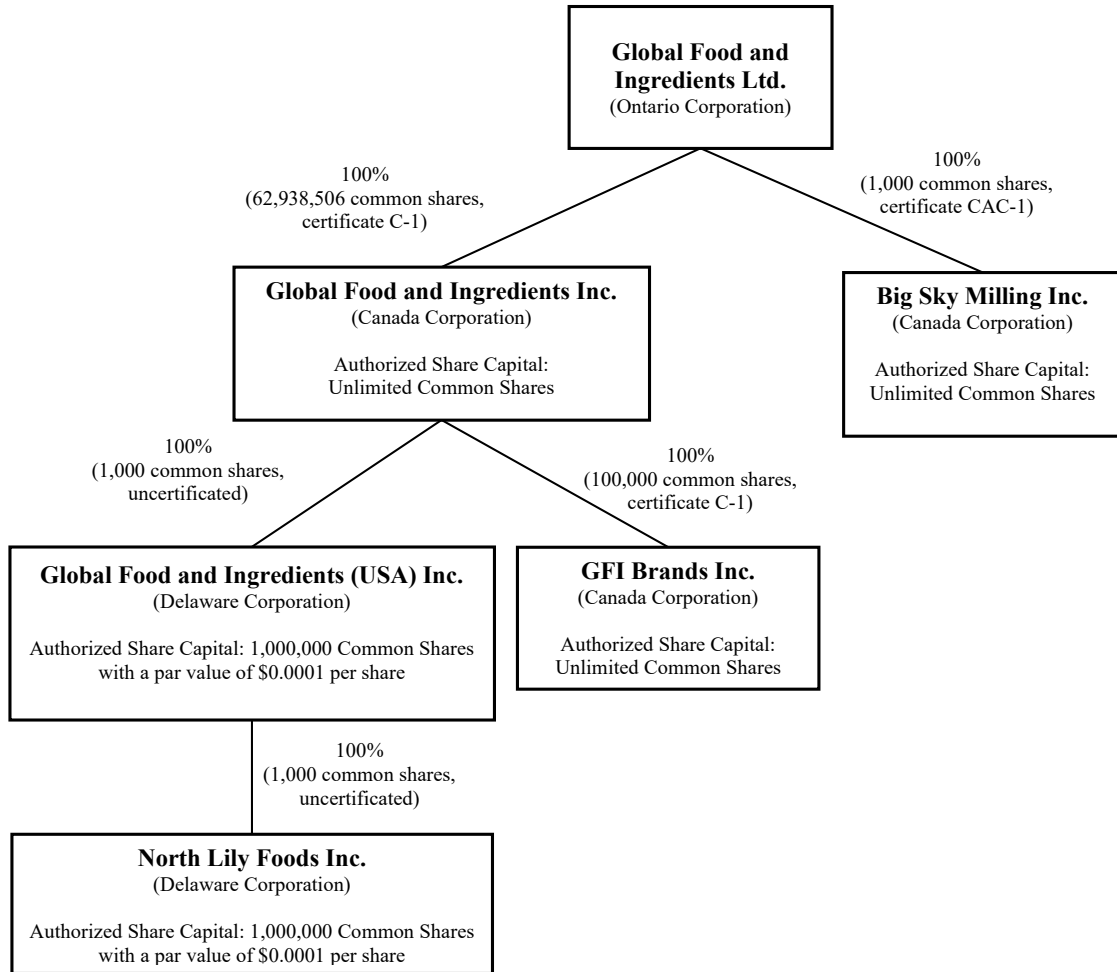 Global Food and
Ingredients Ltd.
(Ontario Corporation)
100%
(62,938,506 common shares,
certificate C-1)
100%
(1,000 common shares,
certificate CAC-1)
Global Food and Ingredients Inc.
(Canada Corporation)
Authorized Share Capital:
Unlimited Common Shares
Big Sky Milling Inc.
(Canada Corporation)
Authorized Share Capital:
Unlimited Common Shares
100%
(1,000 common shares,
uncertificated)
100%
(100,000 common shares,
certificate C-1)
Global Food and Ingredients (USA) Inc.
(Delaware Corporation)
Authorized Share Capital: 1,000,000 Common Shares
with a par value of $0.0001 per share
GFI Brands Inc.
(Canada Corporation)
Authorized Share Capital:
Unlimited Common Shares
100%
(1,000 common shares,
uncertificated)
North Lily Foods Inc.
(Delaware Corporation)
Authorized Share Capital: 1,000,000 Common Shares
with a par value of $0.0001 per share